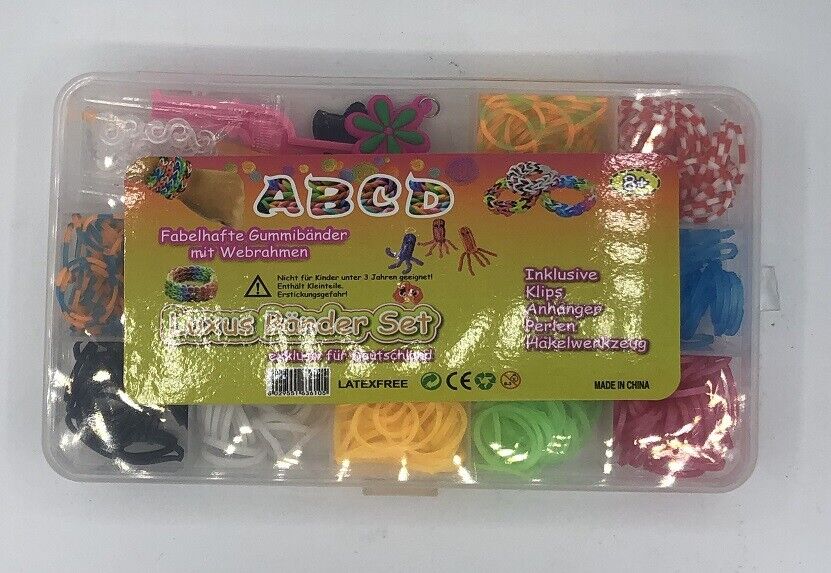 ABCD
8+
Fabelhafte Gummibänder
mit Webrahmen
Nicht für Kinder unter 3 Jahren geeignet!
Enthält Kleinteile.
Erstickungsgefahr!
Luxus Bänder Set
exklusiv für Deutschland
Inklusive
Klips
Anhänger
Perlen
Häkelwerkzegg
LATEXFREE
CE
MADE IN CHINA